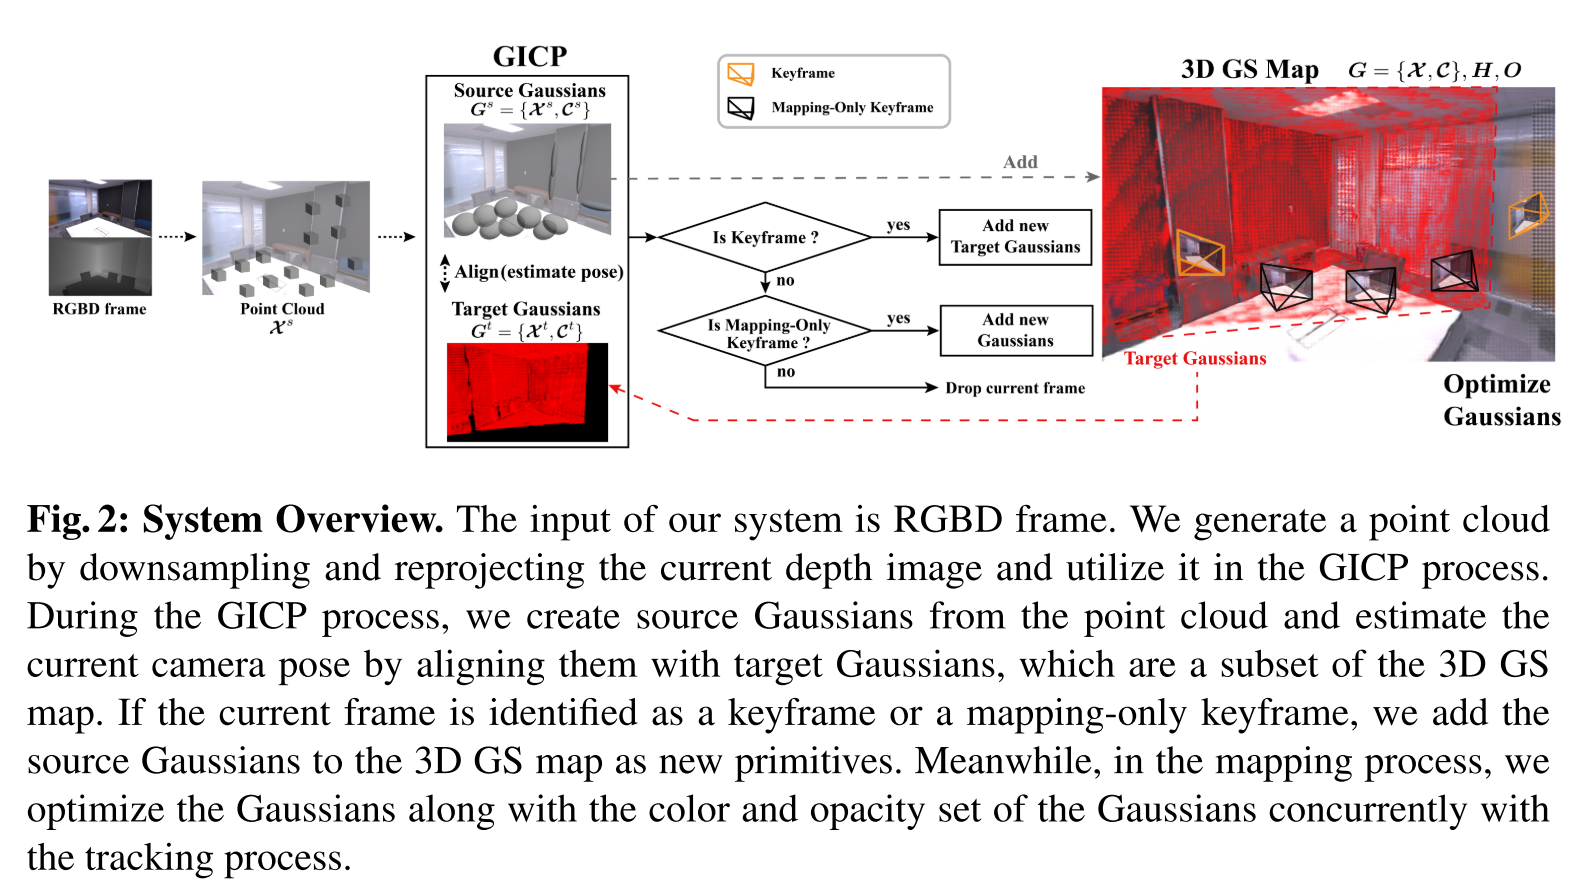 GICP
Source Gaussians
Gˢ = {𝒳ˢ, 𝒞ˢ}
Align(estimate pose)
Target Gaussians
Gᵗ = {𝒳ᵗ, 𝒞ᵗ}
RGBD frame
Point Cloud
𝒳ˢ
Keyframe
Mapping-Only Keyframe
Add
Is Keyframe ?
yes
Add new
Target Gaussians
no
Is Mapping-Only
Keyframe ?
yes
Add new
Gaussians
no
Drop current frame
3D GS Map G = {𝒳, 𝒞}, H, O
Target Gaussians
Optimize
Gaussians
Fig. 2: System Overview. The input of our system is RGBD frame. We generate a point cloud
by downsampling and reprojecting the current depth image and utilize it in the GICP process.
During the GICP process, we create source Gaussians from the point cloud and estimate the
current camera pose by aligning them with target Gaussians, which are a subset of the 3D GS
map. If the current frame is identified as a keyframe or a mapping-only keyframe, we add the
source Gaussians to the 3D GS map as new primitives. Meanwhile, in the mapping process, we
optimize the Gaussians along with the color and opacity set of the Gaussians concurrently with
the tracking process.